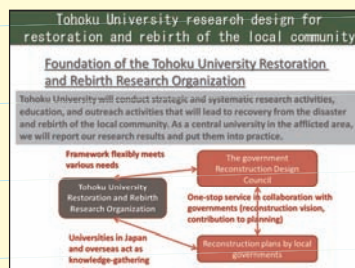 Tohoku University research design for
restoration and rebirth of the local community
Foundation of the Tohoku University Restoration
and Rebirth Research Organization
Tohoku University will conduct strategic and systematic research activities,
education, and outreach activities that will lead to recovery from the disaster
and rebirth of the local community. As a central university in the afflicted area,
we will report our research results and put them into practice.
Framework flexibly meets
various needs
The government
Reconstruction Design
Council
Tohoku University
Restoration and Rebirth
Research Organization
One-stop service in collaboration with
governments (reconstruction vision,
contribution to planning)
Universities in Japan
and overseas act as
knowledge-gathering
Reconstruction plans by local
governments